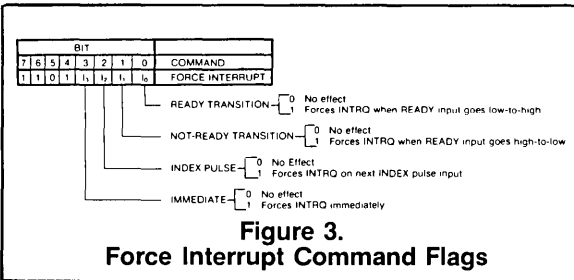 BIT
7 6 5 4 3 2 1 0 COMMAND
1 1 0 1 I₃ I₂ I₁ I₀ FORCE INTERRUPT
READY TRANSITION 0 No effect
1 Forces INTRQ when READY input goes low-to-high
NOT-READY TRANSITION 0 No effect
1 Forces INTRQ when READY input goes high-to-low
INDEX PULSE 0 No Effect
1 Forces INTRQ on next INDEX pulse input
IMMEDIATE 0 No effect
1 Forces INTRQ immediately
Figure 3.
Force Interrupt Command Flags